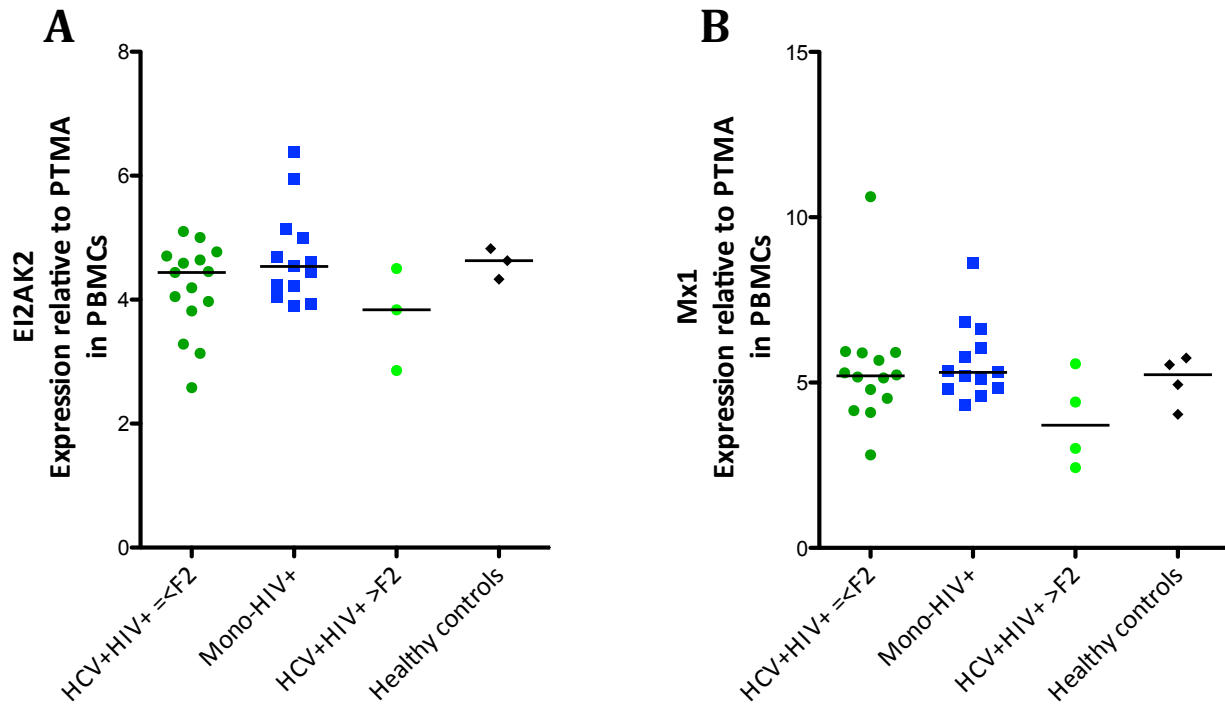 A
EI2AK2
Expression relative to PTMA
in PBMCs
8
6
4
2
0
HCV+HIV+ =<F2
Mono-HIV+
HCV+HIV+ >F2
Healthy controls
B
Mx1
Expression relative to PTMA
in PBMCs
15
10
5
0
HCV+HIV+ =<F2
Mono-HIV+
HCV+HIV+ >F2
Healthy controls